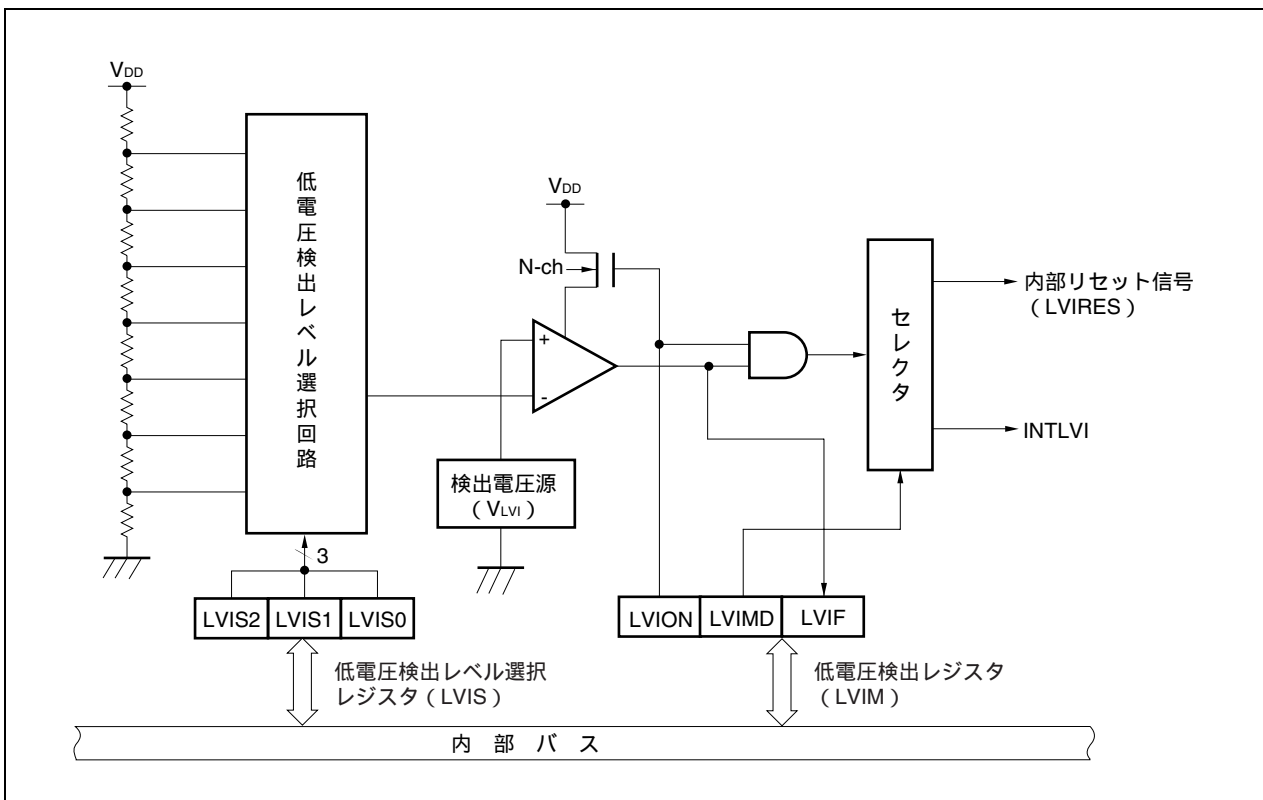 VDD
低電圧検出レベル選択回路
VDD
N-ch
+
-
検出電圧源
（VLVI）
セレクタ
内部リセット信号
（LVIRES）
INTLVI
3
LVIS2 LVIS1 LVIS0
LVION LVIMD LVIF
低電圧検出レベル選択
レジスタ（LVIS）
低電圧検出レジスタ
（LVIM）
内 部 バ ス